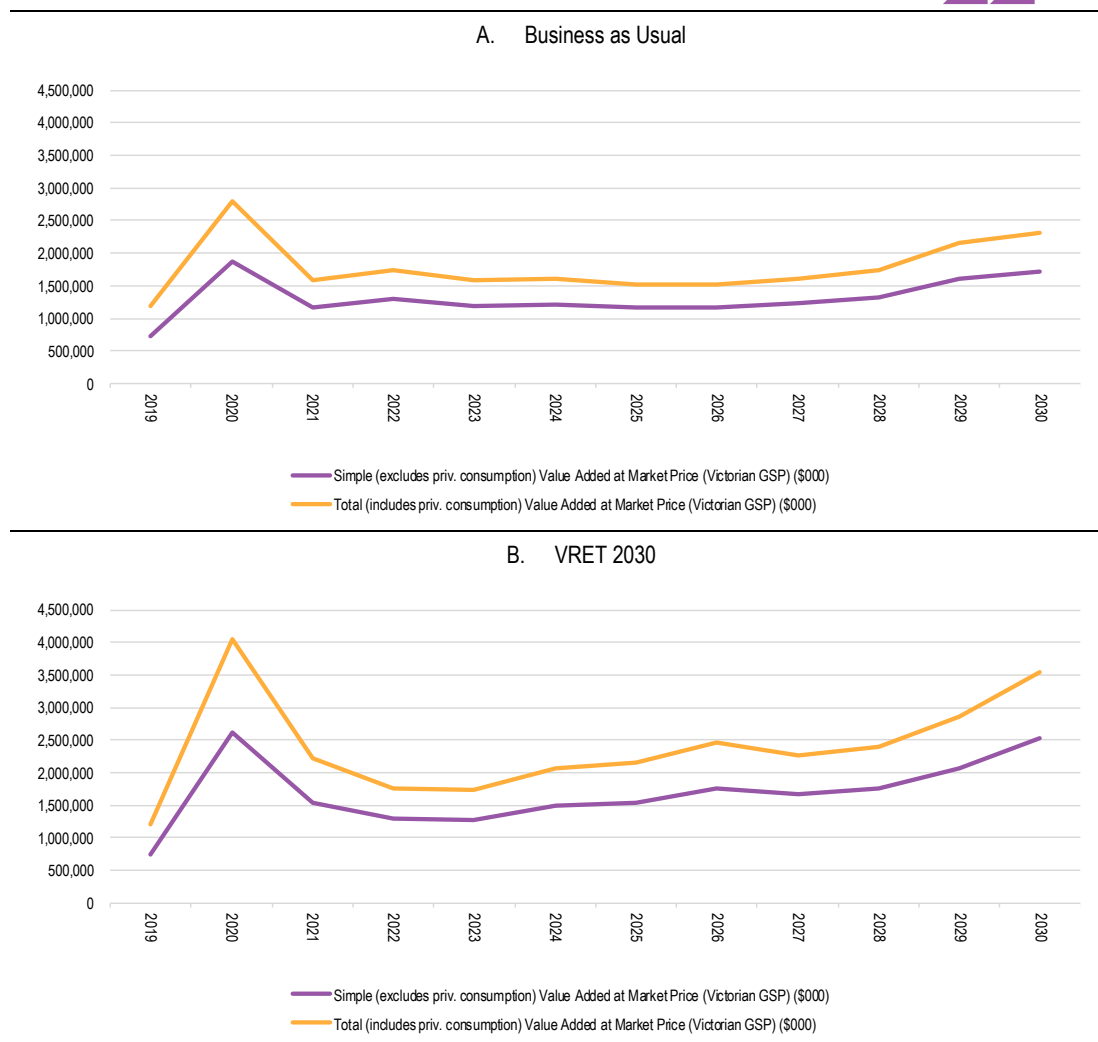 A. Business as Usual
4,500,000
4,000,000
3,500,000
3,000,000
2,500,000
2,000,000
1,500,000
1,000,000
500,000
0
2019 2020 2021 2022 2023 2024 2025 2026 2027 2028 2029 2030
Simple (excludes priv. consumption) Value Added at Market Price (Victorian GSP) ($000)
Total (includes priv. consumption) Value Added at Market Price (Victorian GSP) ($000)
B. VRET 2030
4,500,000
4,000,000
3,500,000
3,000,000
2,500,000
2,000,000
1,500,000
1,000,000
500,000
0
2019 2020 2021 2022 2023 2024 2025 2026 2027 2028 2029 2030
Simple (excludes priv. consumption) Value Added at Market Price (Victorian GSP) ($000)
Total (includes priv. consumption) Value Added at Market Price (Victorian GSP) ($000)